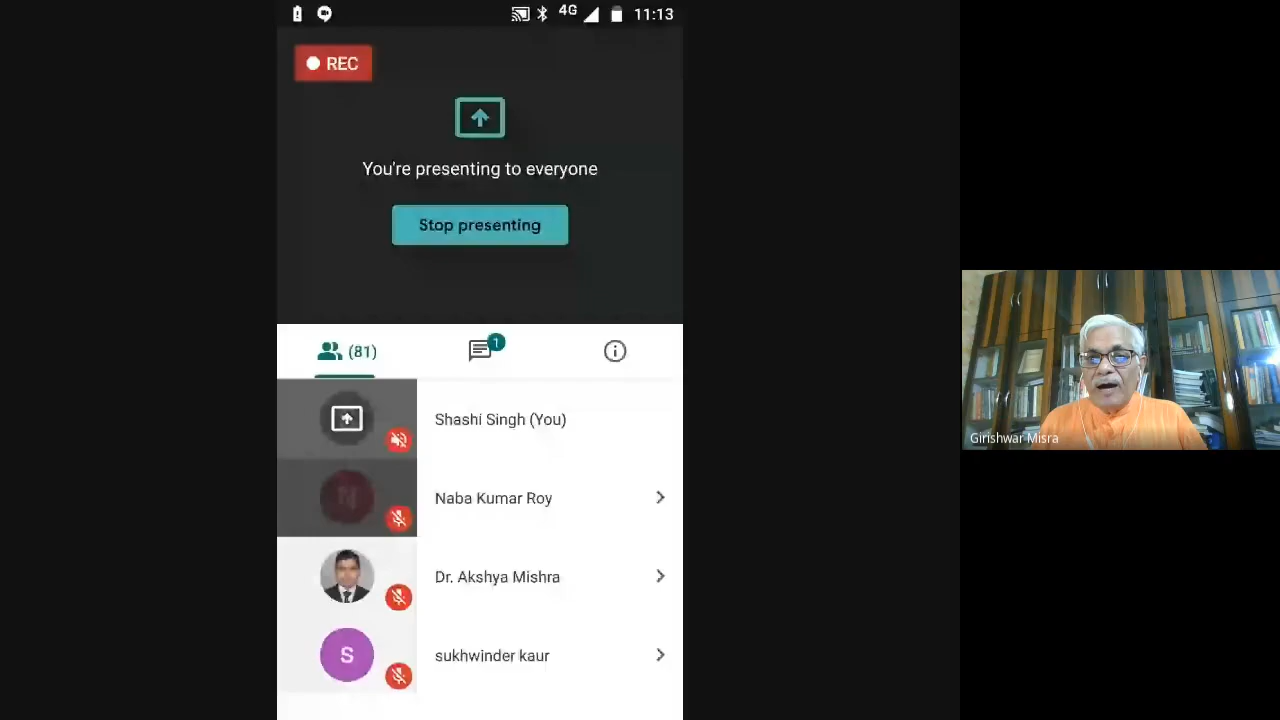 4G 11:13
REC
You're presenting to everyone
Stop presenting
(81)
1
Shashi Singh (You)
N
Naba Kumar Roy
Dr. Akshya Mishra
S
sukhwinder kaur
Girishwar Misra